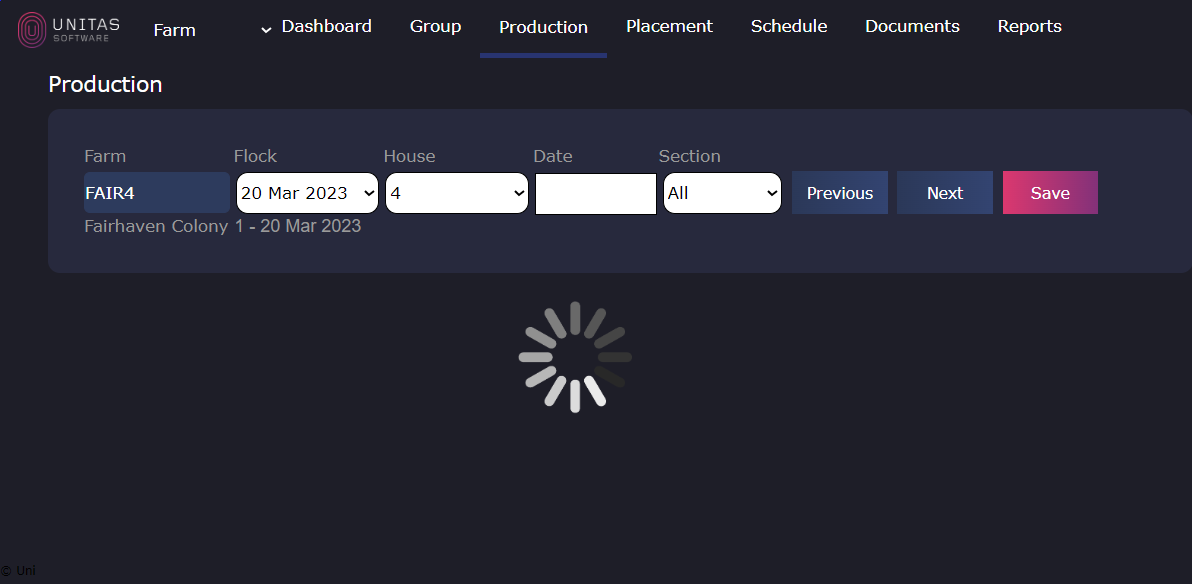 UNITAS
SOFTWARE
Farm Dashboard Group Production Placement Schedule Documents Reports
Production
Farm Flock House Date Section
FAIR4 20 Mar 2023 4 All Previous Next Save
Fairhaven Colony 1 - 20 Mar 2023
© Uni